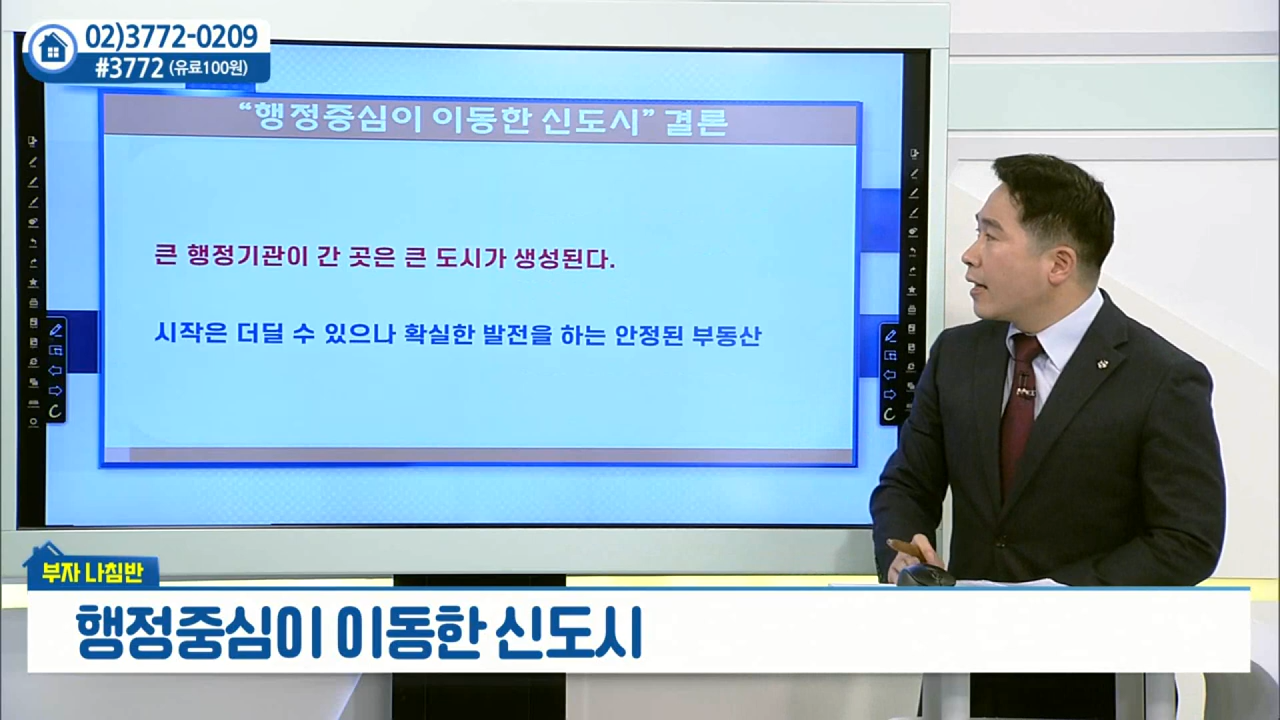 02)3772-0209
#3772 (유료100원)
“행정중심이 이동한 신도시” 결론
큰 행정기관이 간 곳은 큰 도시가 생성된다.
시작은 더딜 수 있으나 확실한 발전을 하는 안정된 부동산
부자 나침반
행정중심이 이동한 신도시